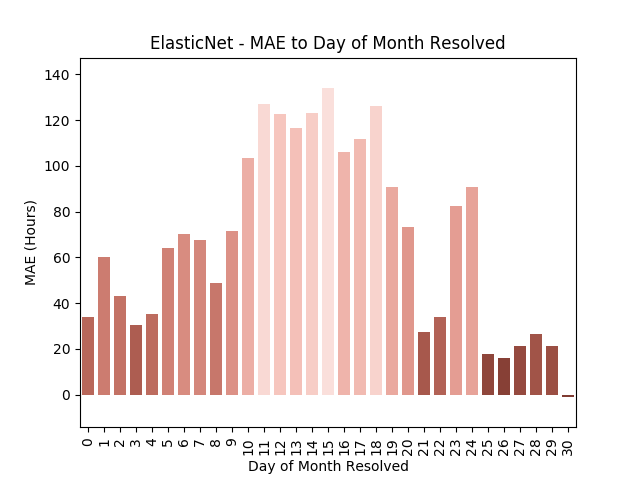 ElasticNet - MAE to Day of Month Resolved
140
120
100
80
60
40
20
0
MAE (Hours)
0 1 2 3 4 5 6 7 8 9 10 11 12 13 14 15 16 17 18 19 20 21 22 23 24 25 26 27 28 29 30
Day of Month Resolved